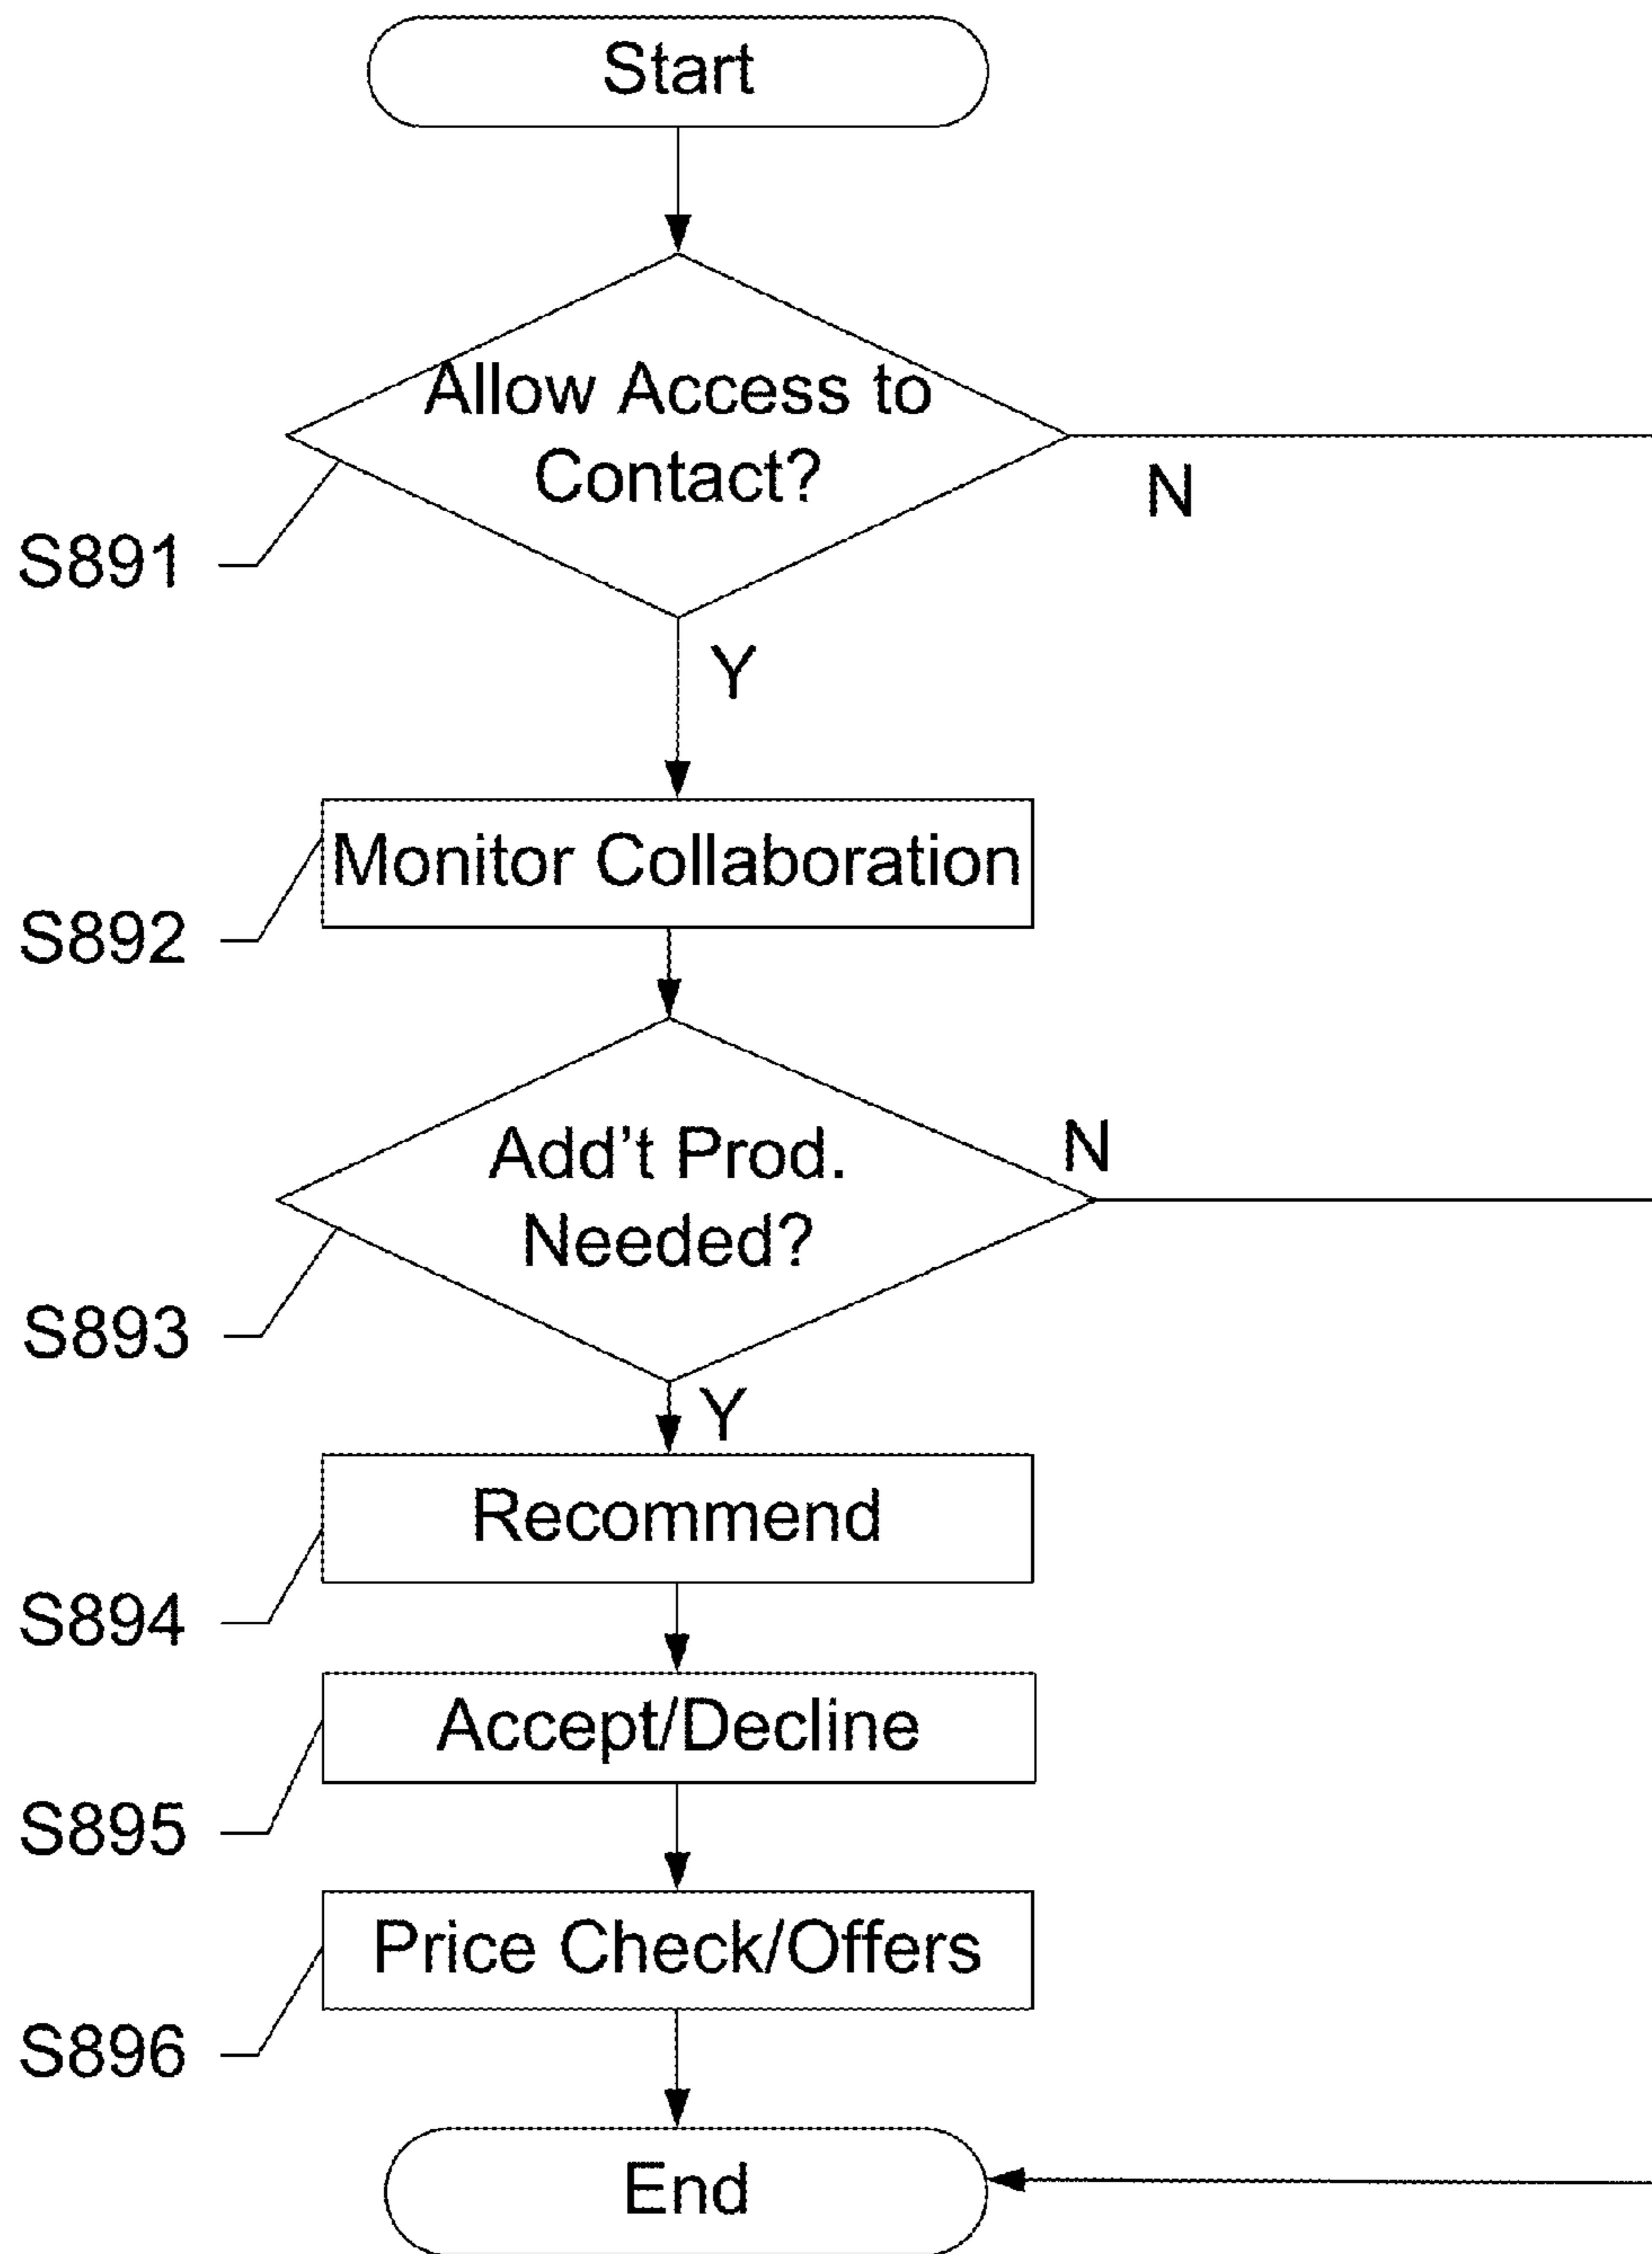 Start
Allow Access to
Contact?
N
S891
Y
Monitor Collaboration
S892
N
Add't Prod.
Needed?
S893
Y
Recommend
S894
Accept/Decline
S895
Price Check/Offers
S896
End